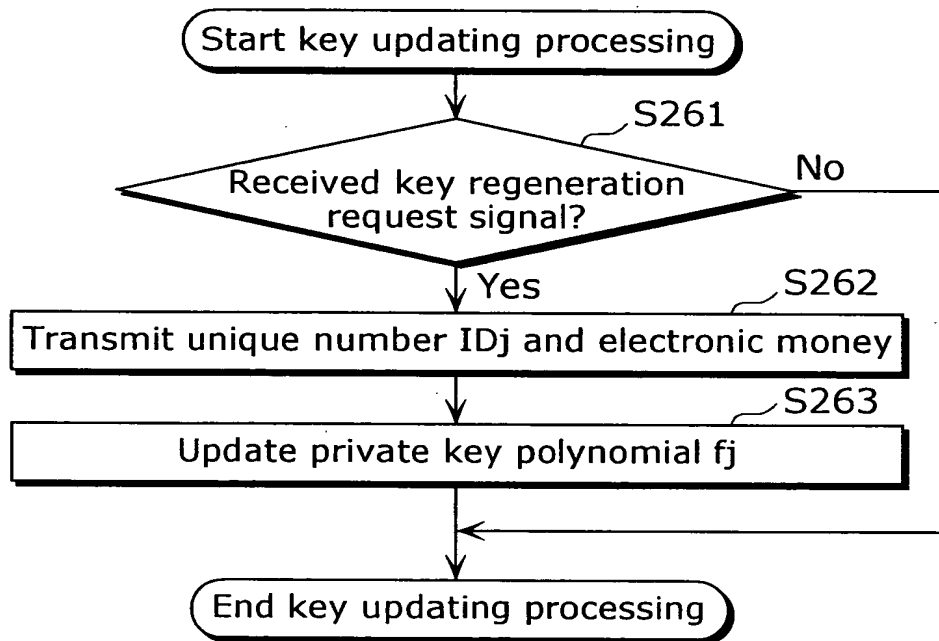 Start key updating processing
S261
No
Received key regeneration
request signal?
Yes
S262
Transmit unique number IDj and electronic money
S263
Update private key polynomial fj
End key updating processing